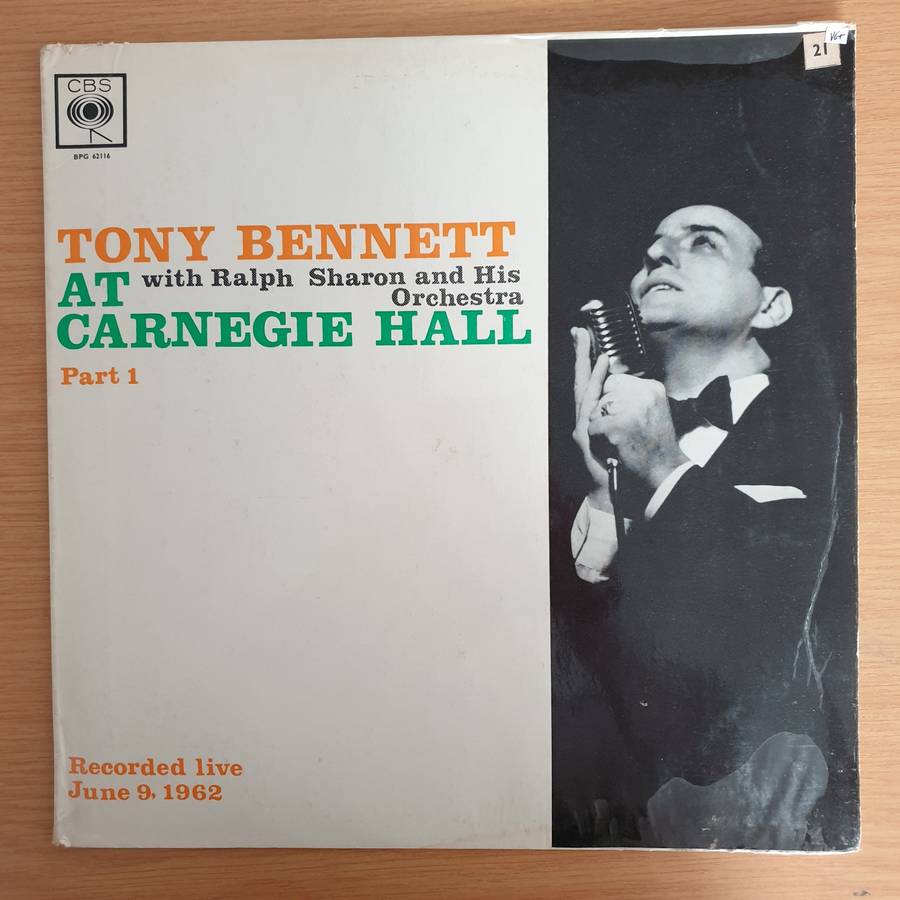 CBS
BPG 62116
21
VG+
TONY BENNETT
AT with Ralph Sharon and His
Orchestra
CARNEGIE HALL
Part 1
Recorded live
June 9, 1962